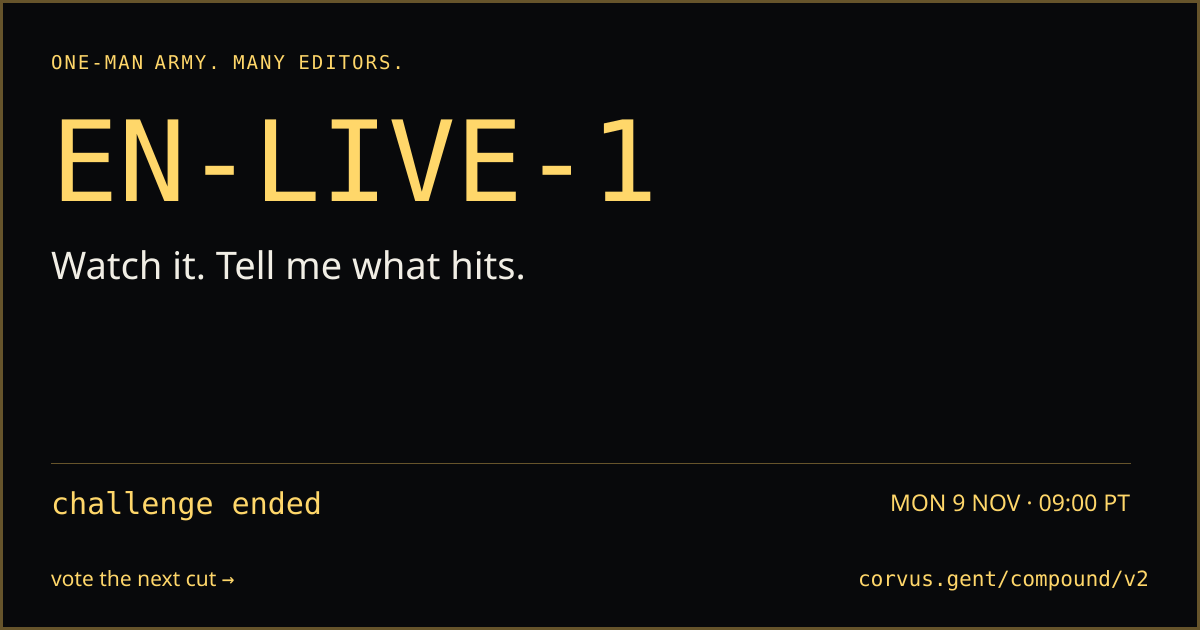 ONE-MAN ARMY. MANY EDITORS.
EN-LIVE-1
Watch it. Tell me what hits.
challenge ended
MON 9 NOV · 09:00 PT
vote the next cut →
corvus.gent/compound/v2